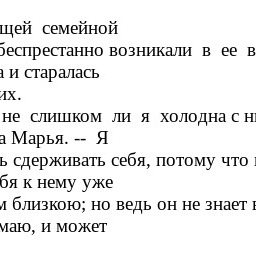 щей семейной
беспрестанно возникали в ее в
а и старалась
их.
не слишком ли я холодна с н
а Марья. -- Я
ь сдерживать себя, потому что
бя к нему уже
м близкою; но ведь он не знает
маю, и может